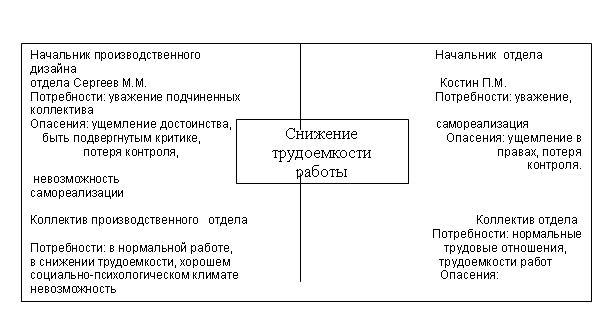 Начальник производственного
дизайна
отдела Сергеев М.М.
Потребности: уважение подчиненных
коллектива
Опасения: ущемление достоинства,
быть подвергнутым критике,
потеря контроля,
невозможность
самореализации
Коллектив производственного отдела
Потребности: в нормальной работе,
в снижении трудоемкости, хорошем
социально-психологическом климате
невозможность
Снижение
трудоемкости
работы
Начальник отдела
Костин П.М.
Потребности: уважение,
самореализация
Опасения: ущемление в
правах, потеря
контроля.
Коллектив отдела
Потребности: нормальные
трудовые отношения,
трудоемкости работ
Опасения: